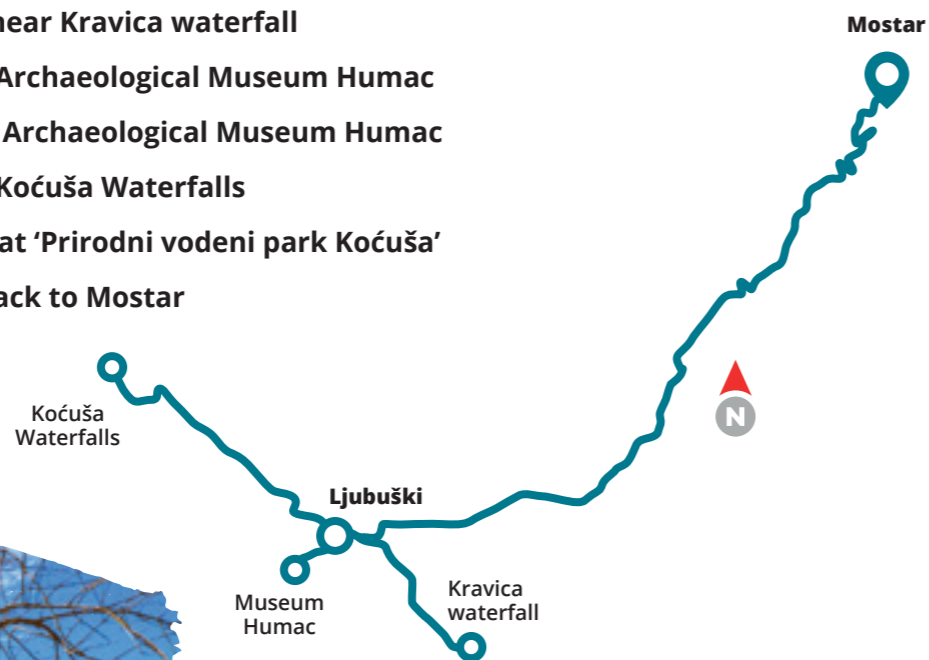 near Kravica waterfall
Archaeological Museum Humac
Archaeological Museum Humac
Koćuša Waterfalls
at ‘Prirodni vodeni park Koćuša’
ack to Mostar
Mostar
Koćuša
Waterfalls
N
Ljubuški
Museum
Humac
Kravica
waterfall